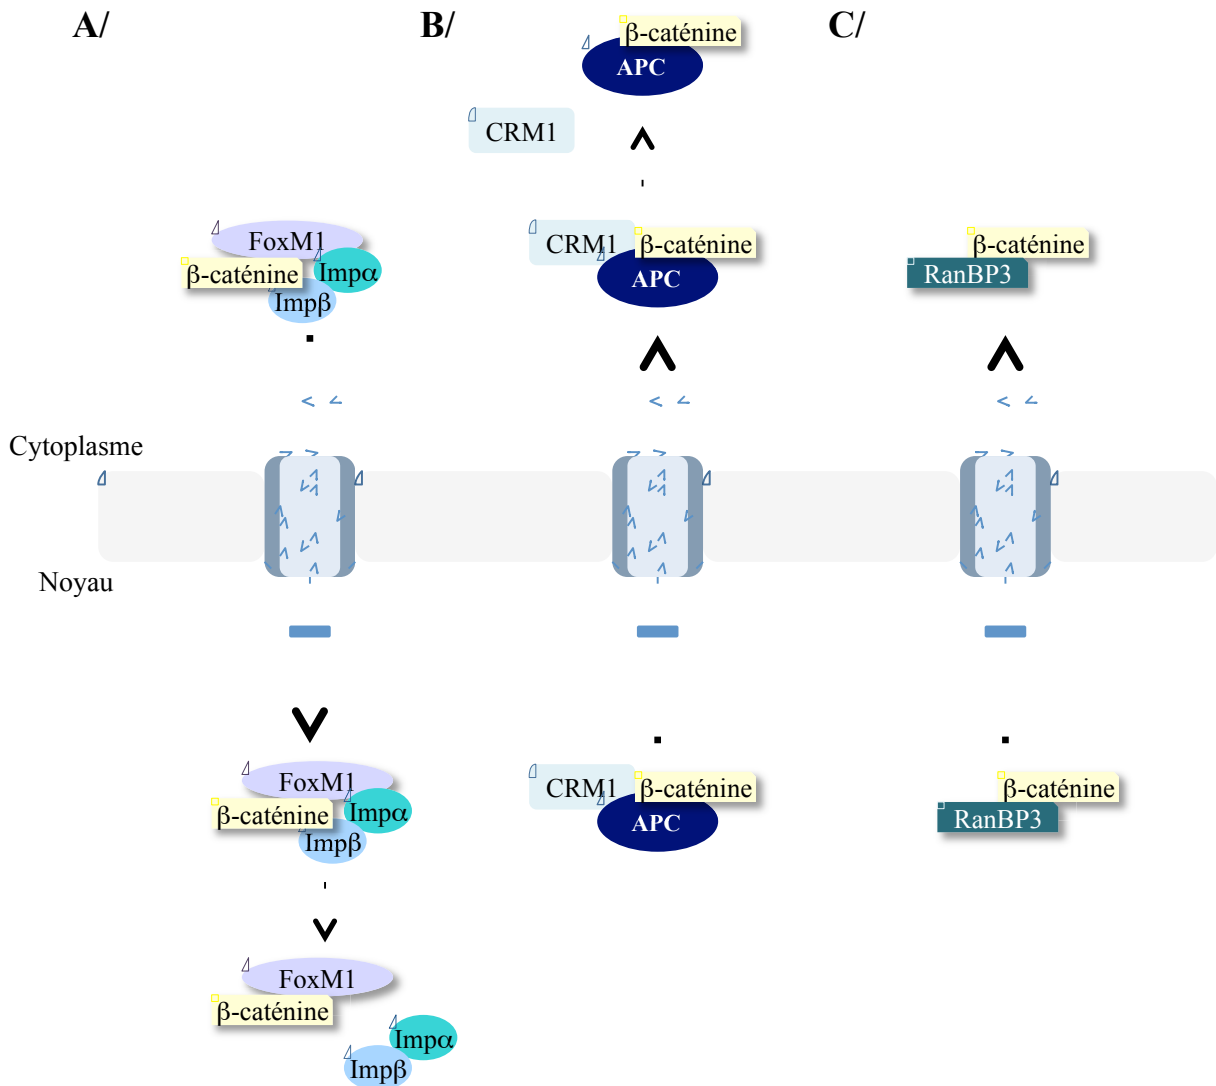 A/
B/
C/
β-caténine
APC
CRM1
FoxM1
β-caténine
Impα
Impβ
CRM1
β-caténine
APC
β-caténine
RanBP3
Cytoplasme
Noyau
FoxM1
β-caténine
Impα
Impβ
CRM1
β-caténine
APC
β-caténine
RanBP3
FoxM1
β-caténine
Impα
Impβ